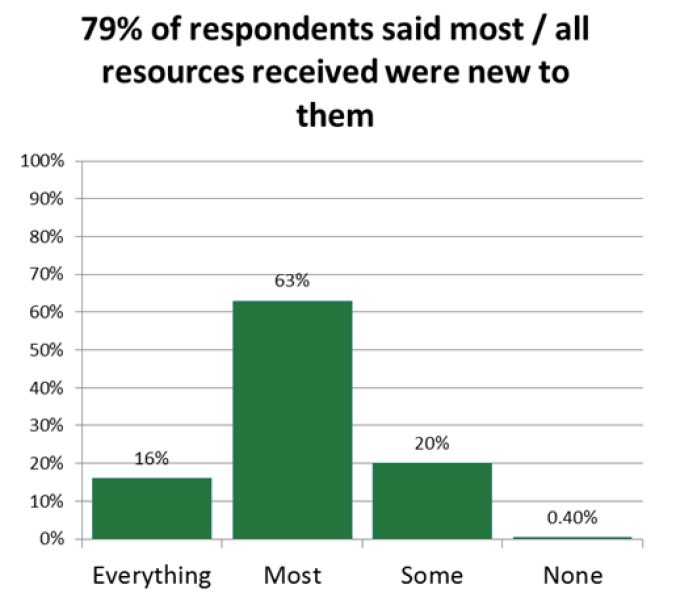 79% of respondents said most / all
resources received were new to
them
100%
90%
80%
70%
60%
50%
40%
30%
20%
10%
0%
16%
63%
20%
0.40%
Everything
Most
Some
None